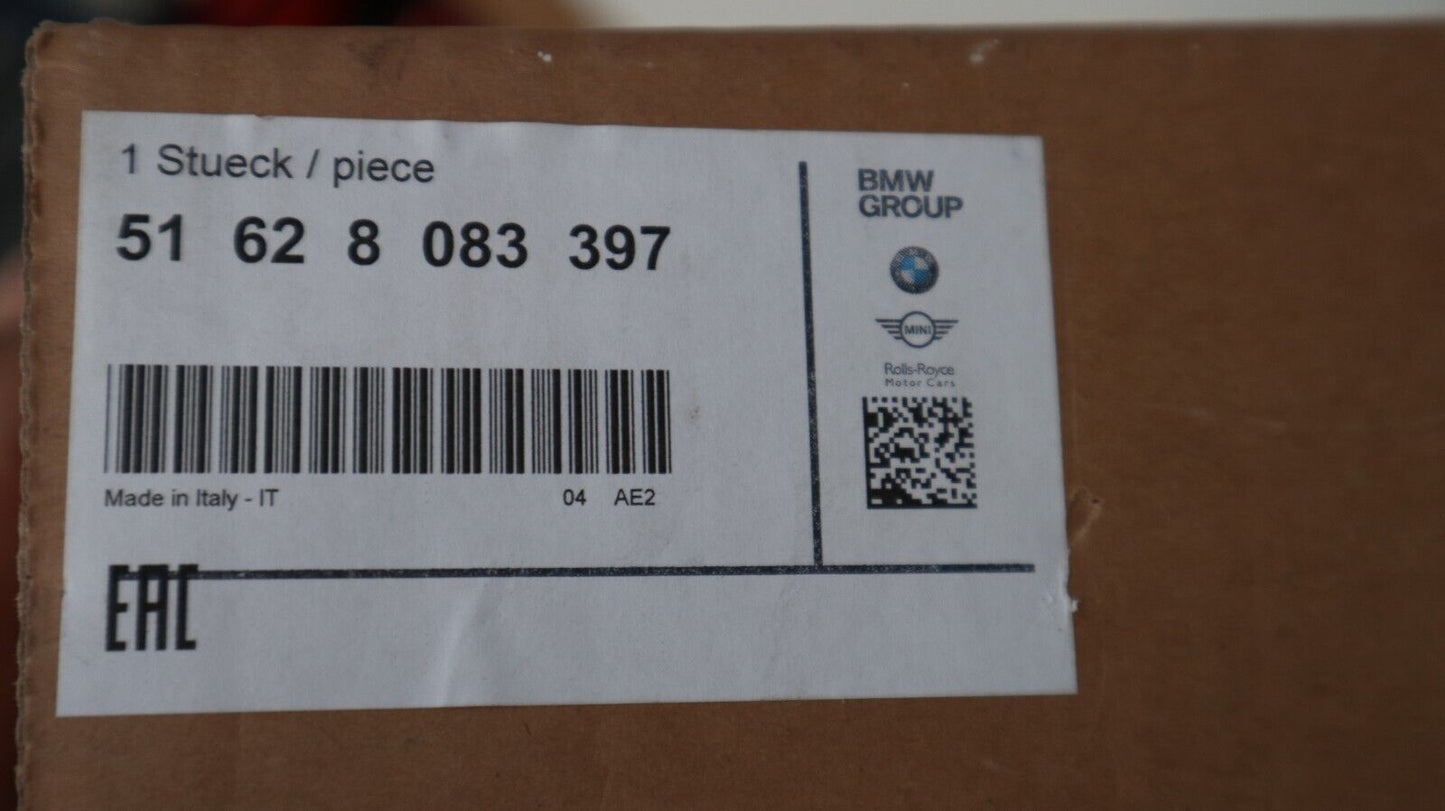 1 Stueck / piece
51 62 8 083 397
Made in Italy - IT 04 AE2
EAC
BMW
GROUP
MINI
Rolls-Royce
Motor Cars